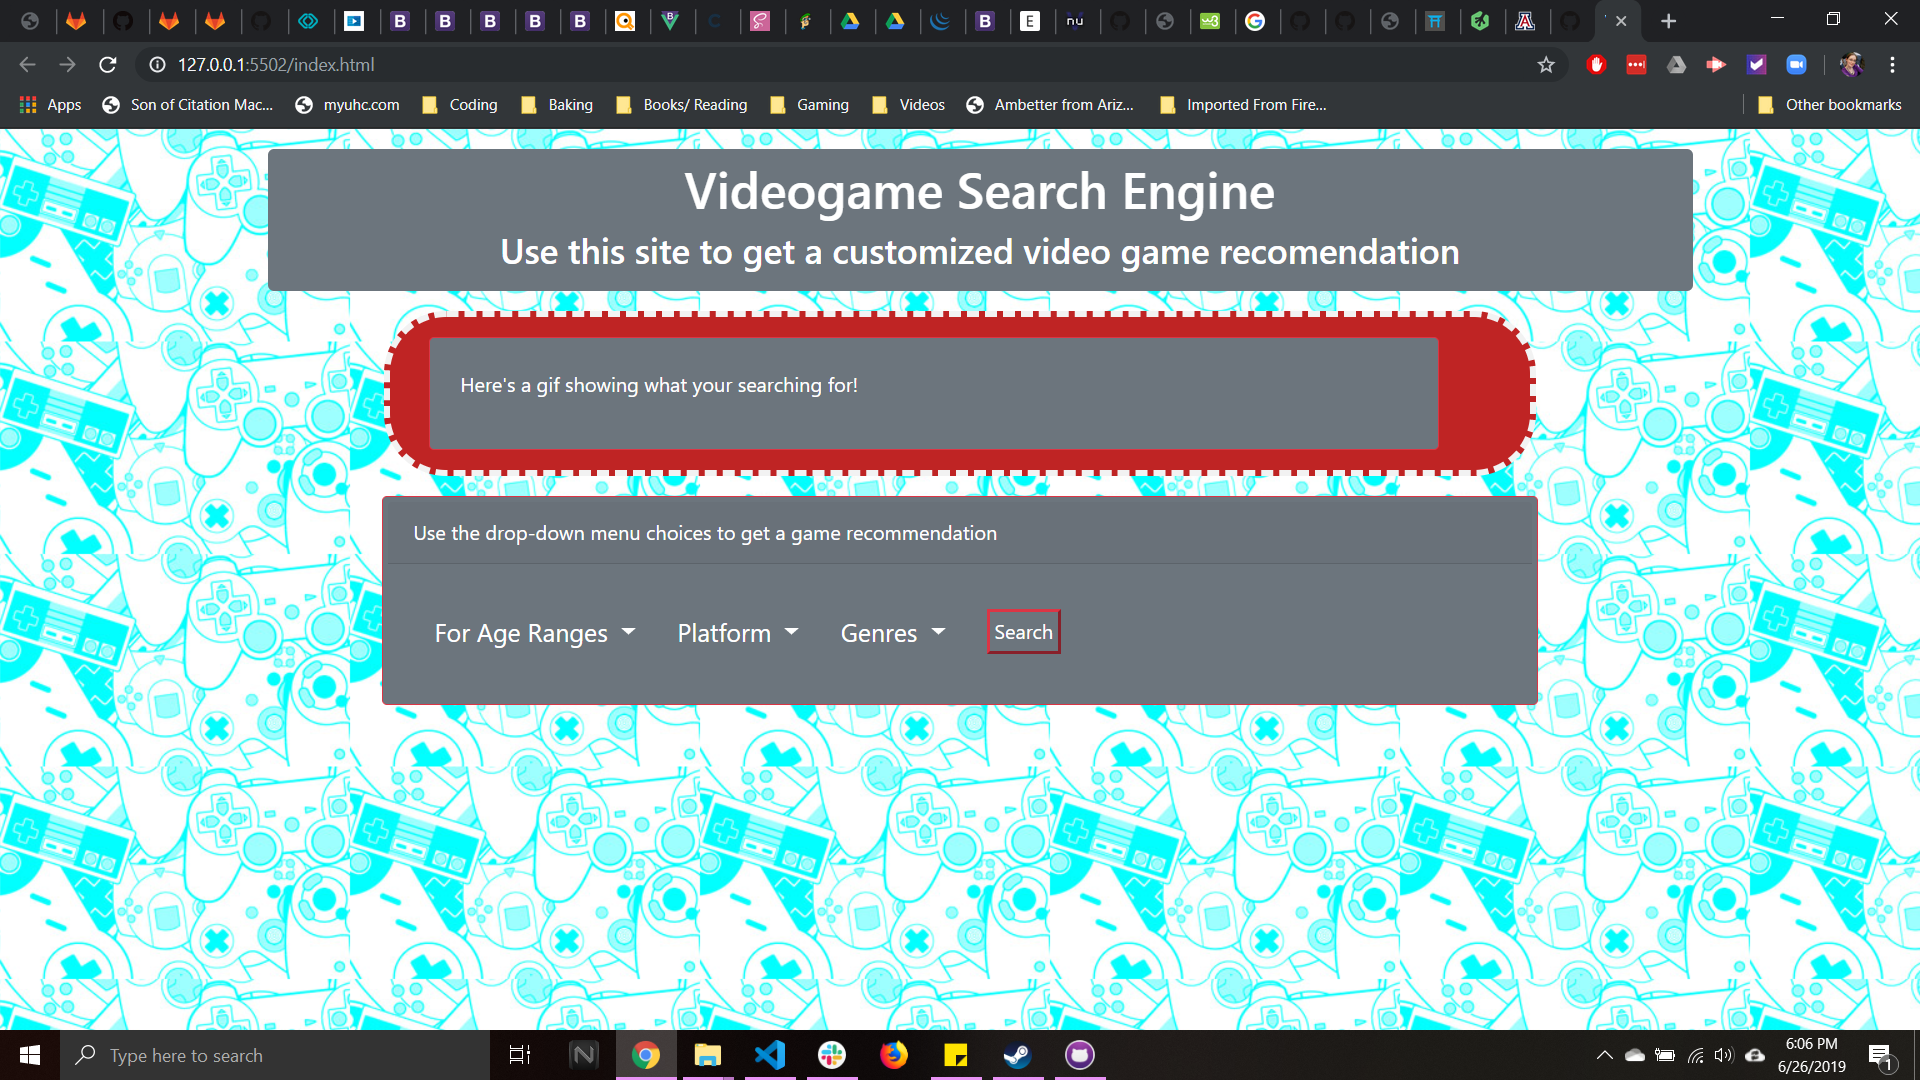 127.0.0.1:5502/index.html
Apps
Son of Citation Mac...
myuhc.com
Coding
Baking
Books/ Reading
Gaming
Videos
Ambetter from Ariz...
Imported From Fire...
Other bookmarks
Videogame Search Engine
Use this site to get a customized video game recomendation
Here's a gif showing what your searching for!
Use the drop-down menu choices to get a game recommendation
For Age Ranges
Platform
Genres
Search
Type here to search
6:06 PM
6/26/2019
1